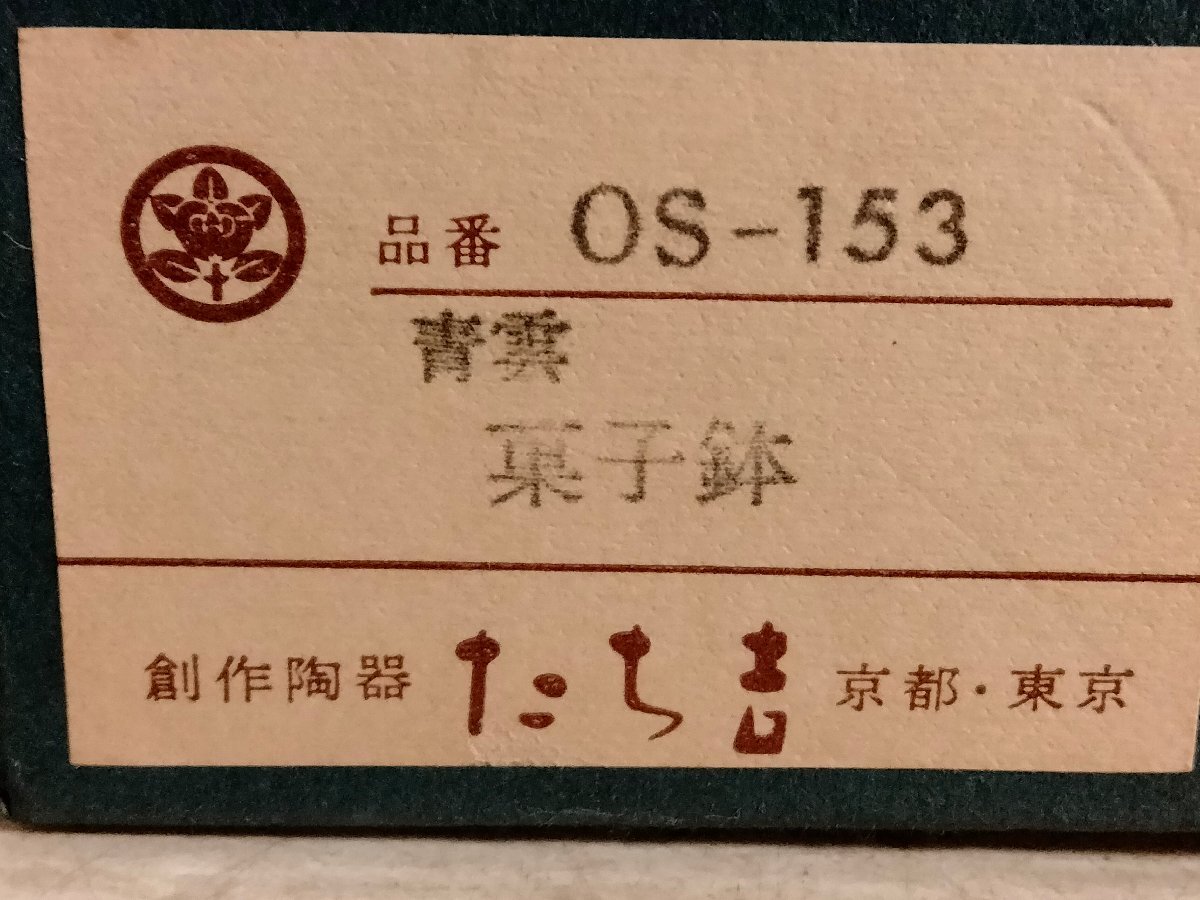 品番 OS-153
青雲
菓子鉢
創作陶器 たち吉 京都・東京